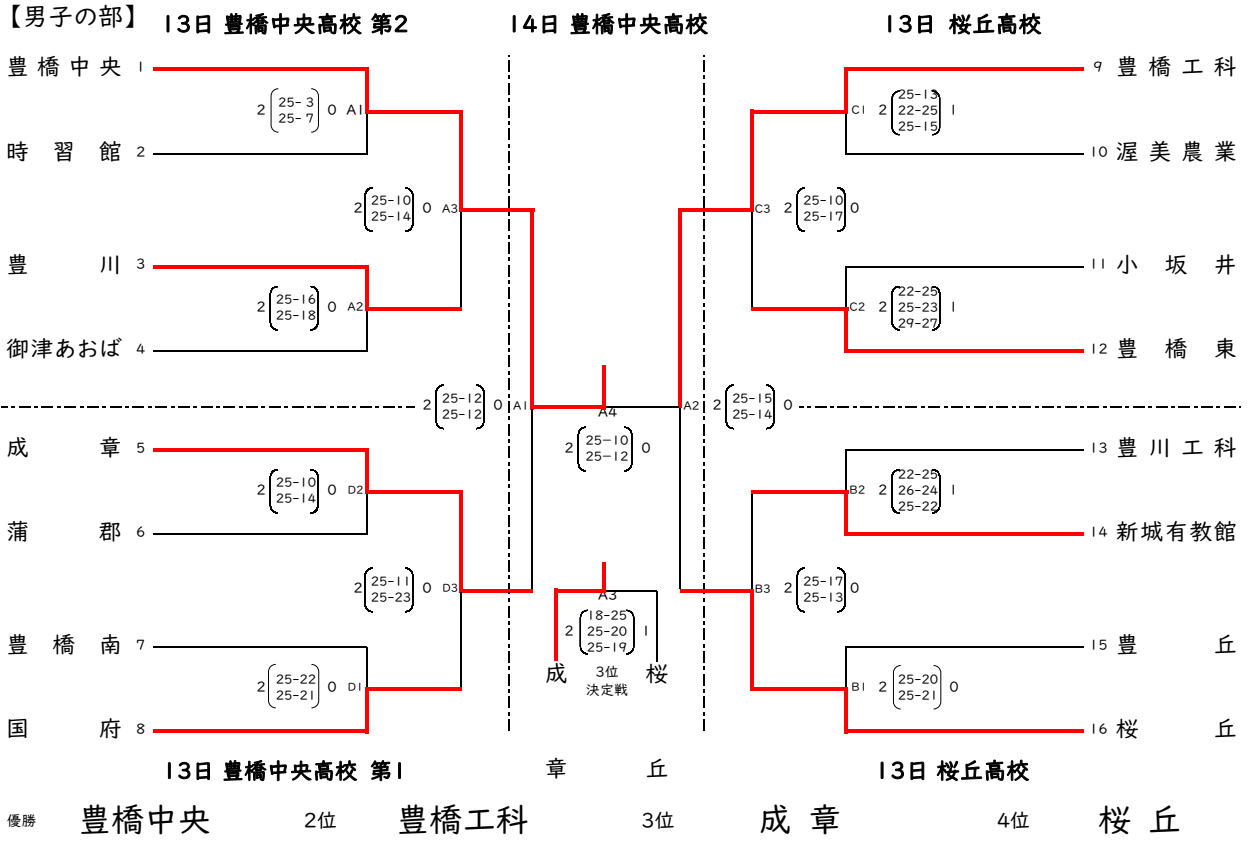 【男子の部】 13日 豊橋中央高校 第2 14日 豊橋中央高校 13日 桜丘高校
豊橋中央 1
2 25-3 0 A1
25-7
時習館 2
2 25-10 0 A3
25-14
豊川 3
2 25-16 0 A2
25-18
御津あおば 4
2 25-12 0 A1
25-12
成章 5
2 25-10 0 D2
25-14
蒲郡 6
2 25-11 0 D3
25-23
豊橋南 7
2 25-22 0 D1
25-21
国府 8
13日 豊橋中央高校 第1
A4
2 25-10 0
25-12
A3
18-25
2 25-20 1
25-19
成章 3位決定戦 桜丘
9 豊橋工科
25-13
C1 2 22-25 1
25-15
10 渥美農業
C3 2 25-10 0
25-17
11 小坂井
22-25
C2 2 25-23 1
29-27
12 豊橋東
A2 2 25-15 0
25-14
13 豊川工科
22-25
B2 2 26-24 1
25-22
14 新城有教館
B3 2 25-17 0
25-13
15 豊丘
B1 2 25-20 0
25-21
16 桜丘
13日 桜丘高校
優勝 豊橋中央 2位 豊橋工科 3位 成章 4位 桜丘